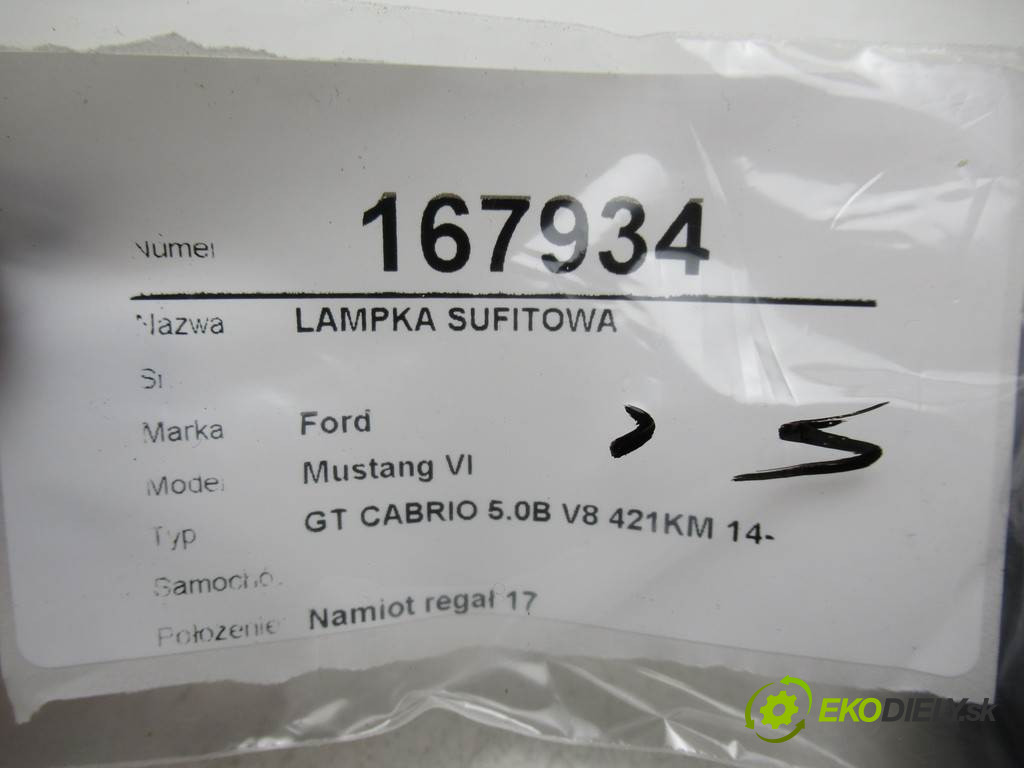 Numer 167934
Nazwa LAMPKA SUFITOWA
Marka Ford
Model Mustang VI
Typ GT CABRIO 5.0B V8 421KM 14-
Położenie Namiot regał 17
EKODIELY.sk